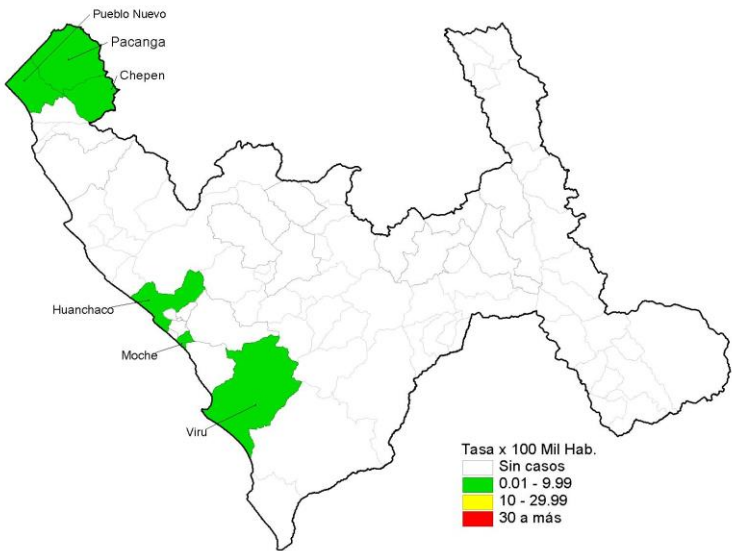 Pueblo Nuevo
Pacanga
Chepen
Huanchaco
Moche
Viru
Tasa x 100 Mil Hab.
Sin casos
0.01 - 9.99
10 - 29.99
30 a más